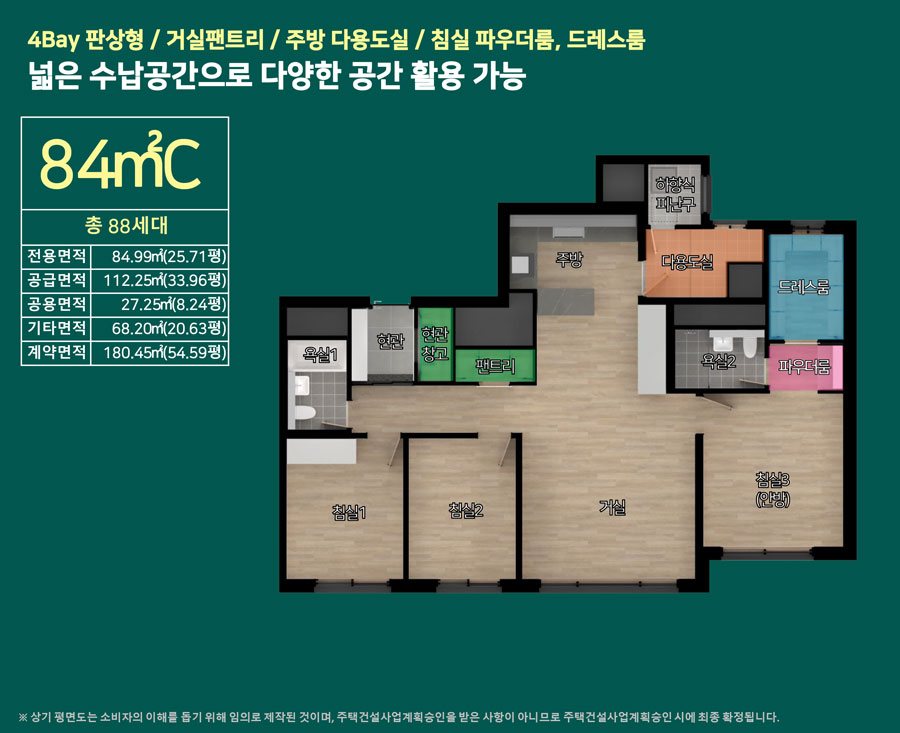 4Bay 판상형 / 거실팬트리 / 주방 다용도실 / 침실 파우더룸, 드레스룸
넓은 수납공간으로 다양한 공간 활용 가능
84㎡C
총 88세대
전용면적 84.99㎡(25.71평)
공급면적 112.25㎡(33.96평)
공용면적 27.25㎡(8.24평)
기타면적 68.20㎡(20.63평)
계약면적 180.45㎡(54.59평)
하향식
피난구
주방
다용도실
드레스룸
현관
현관
창고
욕실1
팬트리
욕실2
파우더룸
침실1
침실2
거실
침실3
(안방)
※ 상기 평면도는 소비자의 이해를 돕기 위해 임의로 제작된 것이며, 주택건설사업계획승인을 받은 사항이 아니므로 주택건설사업계획승인 시에 최종 확정됩니다.